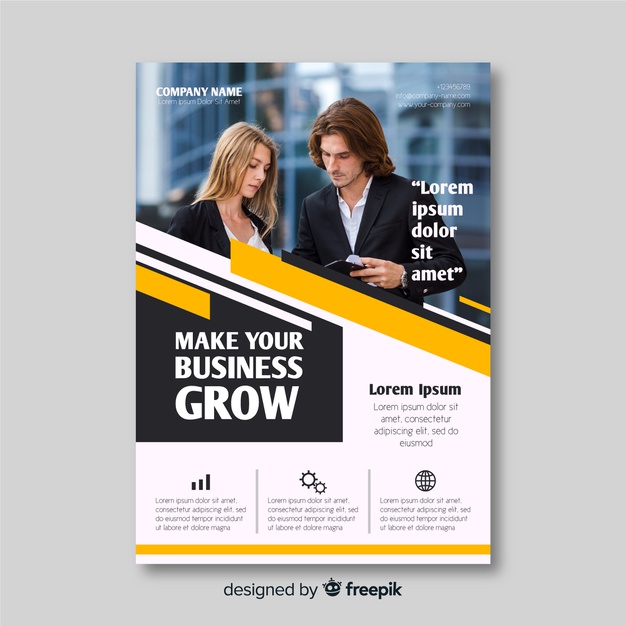 COMPANY NAME
Lorem Ipsum Dolor Sit Amet
+123456789
info@company-name.com
www.your-company.com
“Lorem
ipsum
dolor
sit
amet”
MAKE YOUR
BUSINESS
GROW
Lorem Ipsum
Lorem ipsum dolor
sit amet, consectetur
adipiscing elit, sed do
eiusmod
Lorem ipsum dolor sit amet,
consectetur adipiscing elit,
sed do eiusmod
tempor incididunt
ut labore et dolore magna
Lorem ipsum dolor sit amet,
consectetur adipiscing elit,
sed do eiusmod
tempor incididunt
ut labore et dolore magna
Lorem ipsum dolor sit amet,
consectetur adipiscing elit,
sed do eiusmod
tempor incididunt
ut labore et dolore magna
designed by freepik